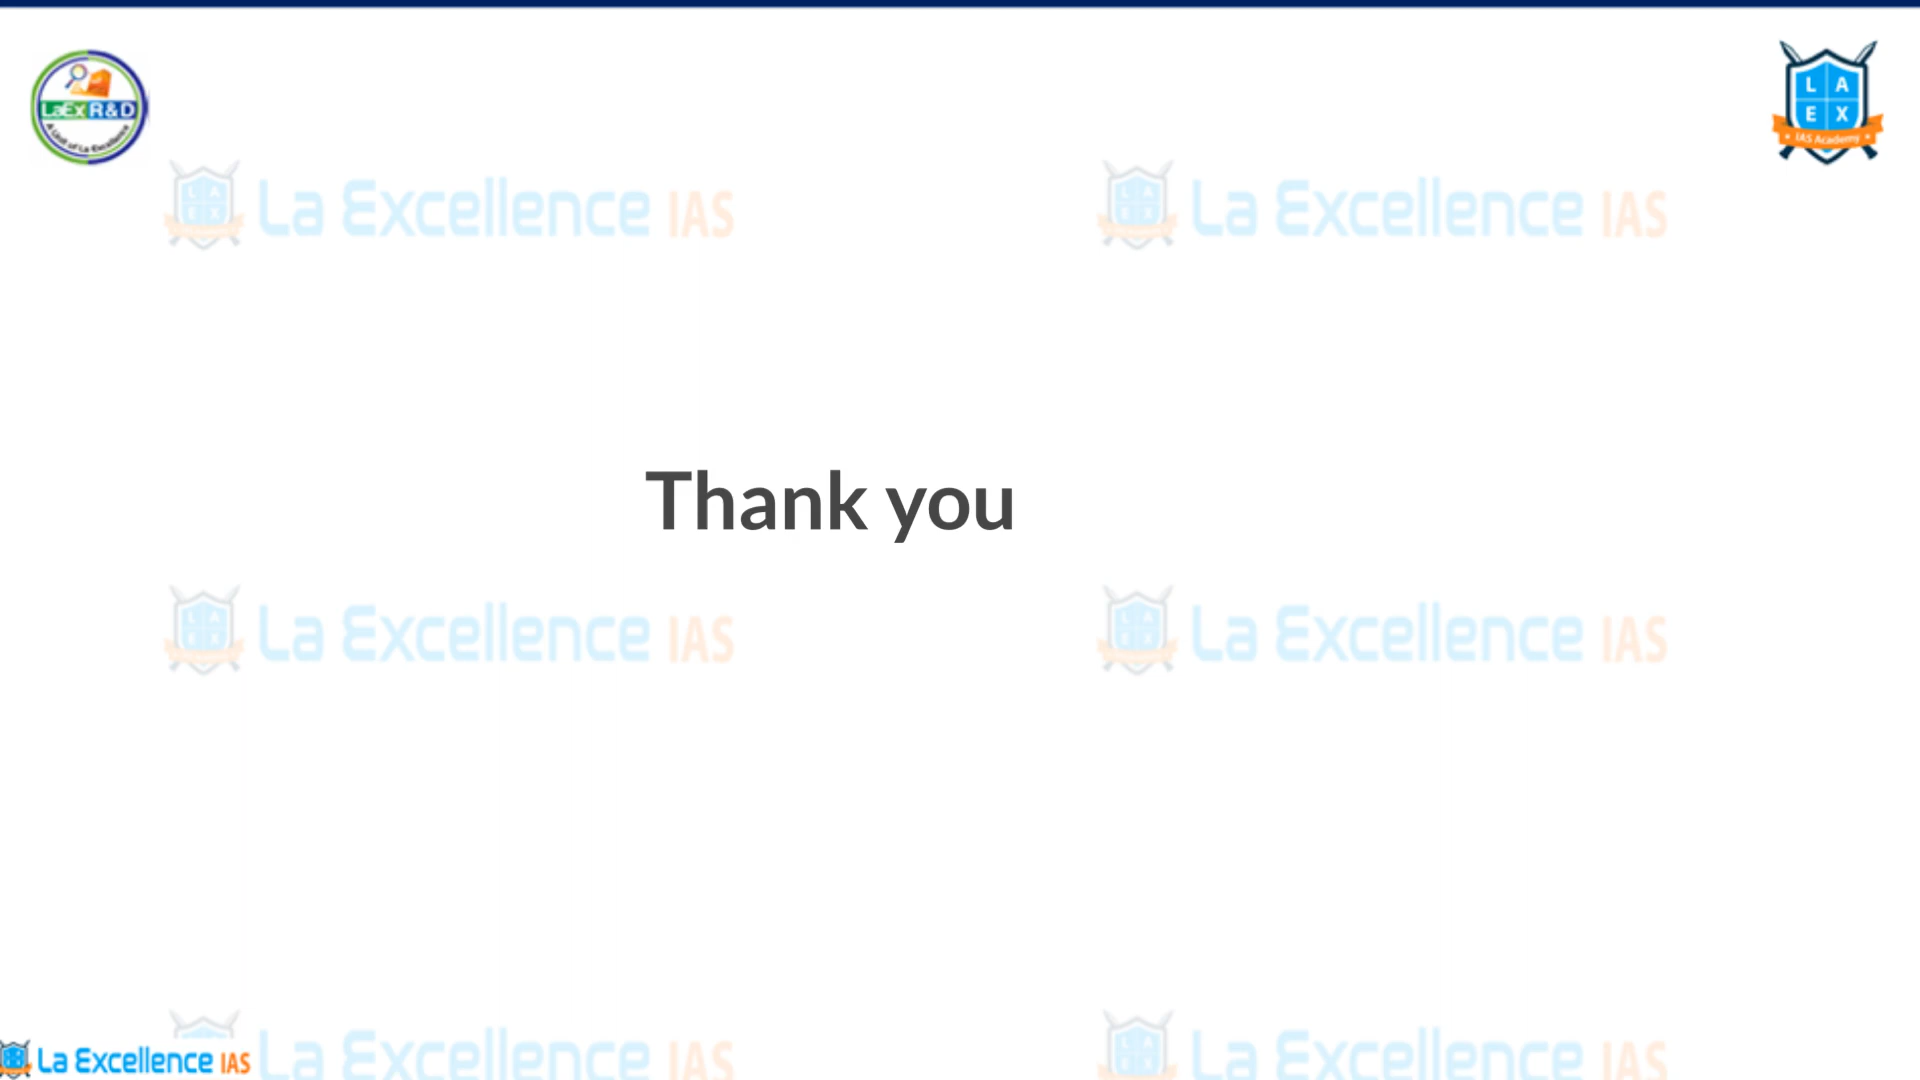 LaEx R&D
A Unit of La Excellence
L A
E X
IAS Academy
La Excellence IAS
La Excellence IAS
Thank you
La Excellence IAS
La Excellence IAS
La Excellence IAS
La Excellence IAS
La Excellence IAS